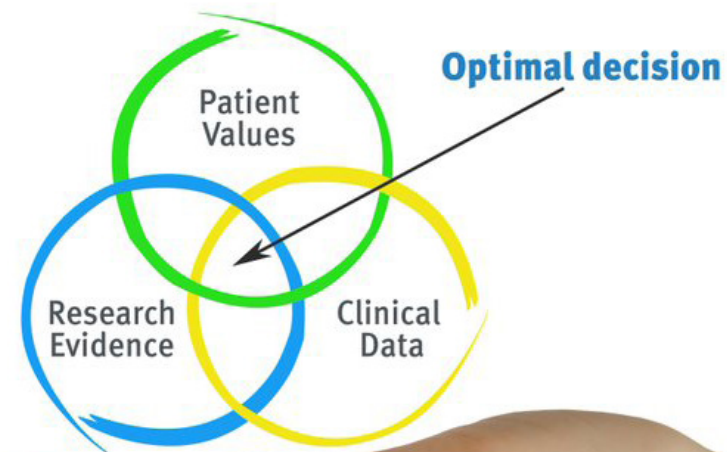 Optimal decision
Patient
Values
Research
Evidence
Clinical
Data